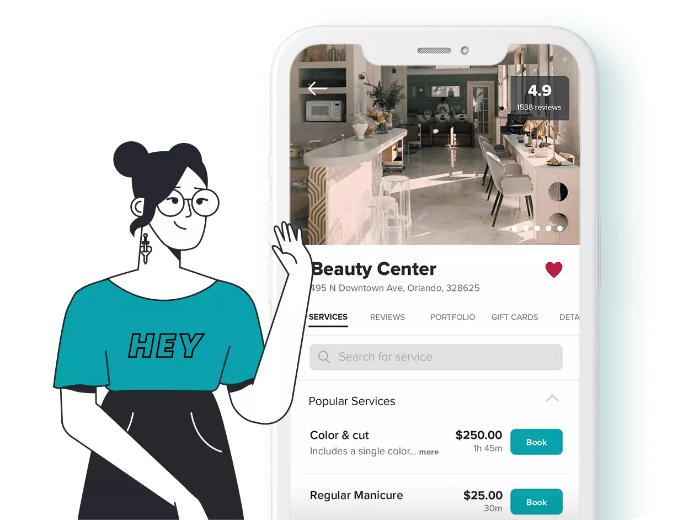 HEY
4.9
1538 reviews
Beauty Center
495 N Downtown Ave, Orlando, 328625
SERVICES REVIEWS PORTFOLIO GIFT CARDS DETA
Search for service
Popular Services
Color & cut $250.00 Book
Includes a single color... more 1h 45m
Regular Manicure $25.00 Book
30m